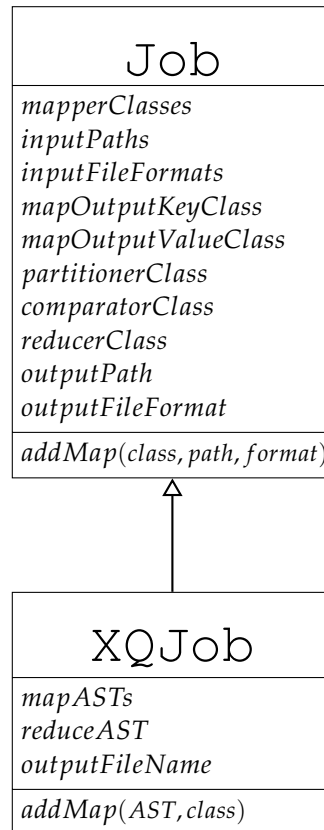 Job
mapperClasses
inputPaths
inputFileFormats
mapOutputKeyClass
mapOutputValueClass
partitionerClass
comparatorClass
reducerClass
outputPath
outputFileFormat
addMap(class, path, format)
XQJob
mapASTs
reduceAST
outputFileName
addMap(AST, class)